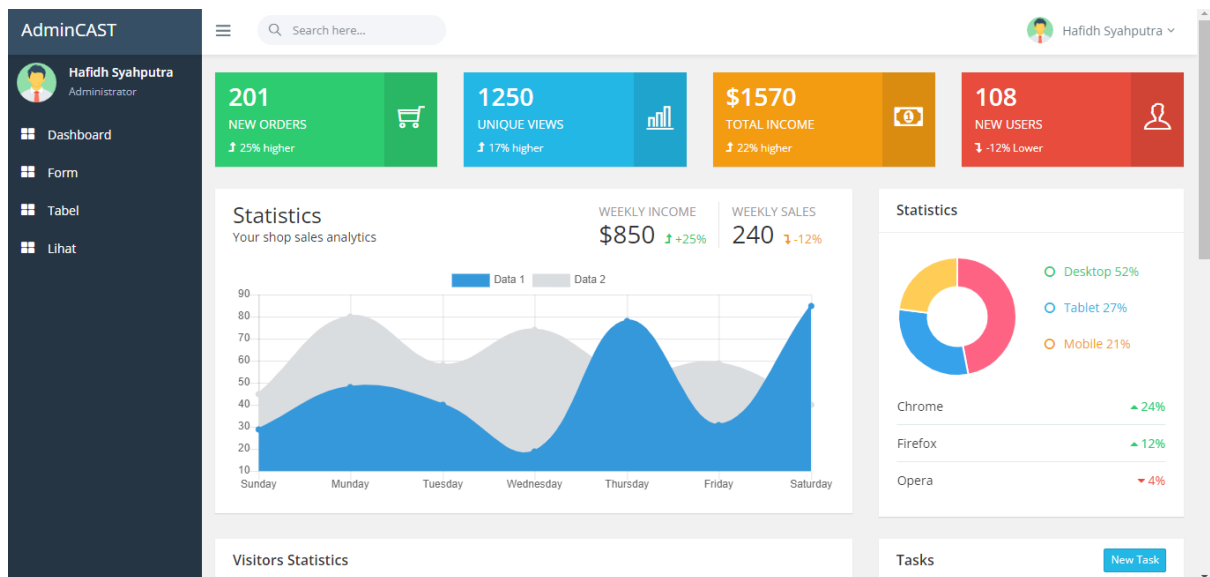 AdminCAST
Search here...
Hafidh Syahputra
Hafidh Syahputra
Administrator
Dashboard
Form
Tabel
Lihat
201
NEW ORDERS
25% higher
1250
UNIQUE VIEWS
17% higher
$1570
TOTAL INCOME
22% higher
108
NEW USERS
-12% Lower
Statistics
Your shop sales analytics
WEEKLY INCOME
$850 +25%
WEEKLY SALES
240 -12%
Data 1 Data 2
90
80
70
60
50
40
30
20
10
Sunday Munday Tuesday Wednesday Thursday Friday Saturday
Statistics
Desktop 52%
Tablet 27%
Mobile 21%
Chrome 24%
Firefox 12%
Opera 4%
Visitors Statistics
Tasks New Task